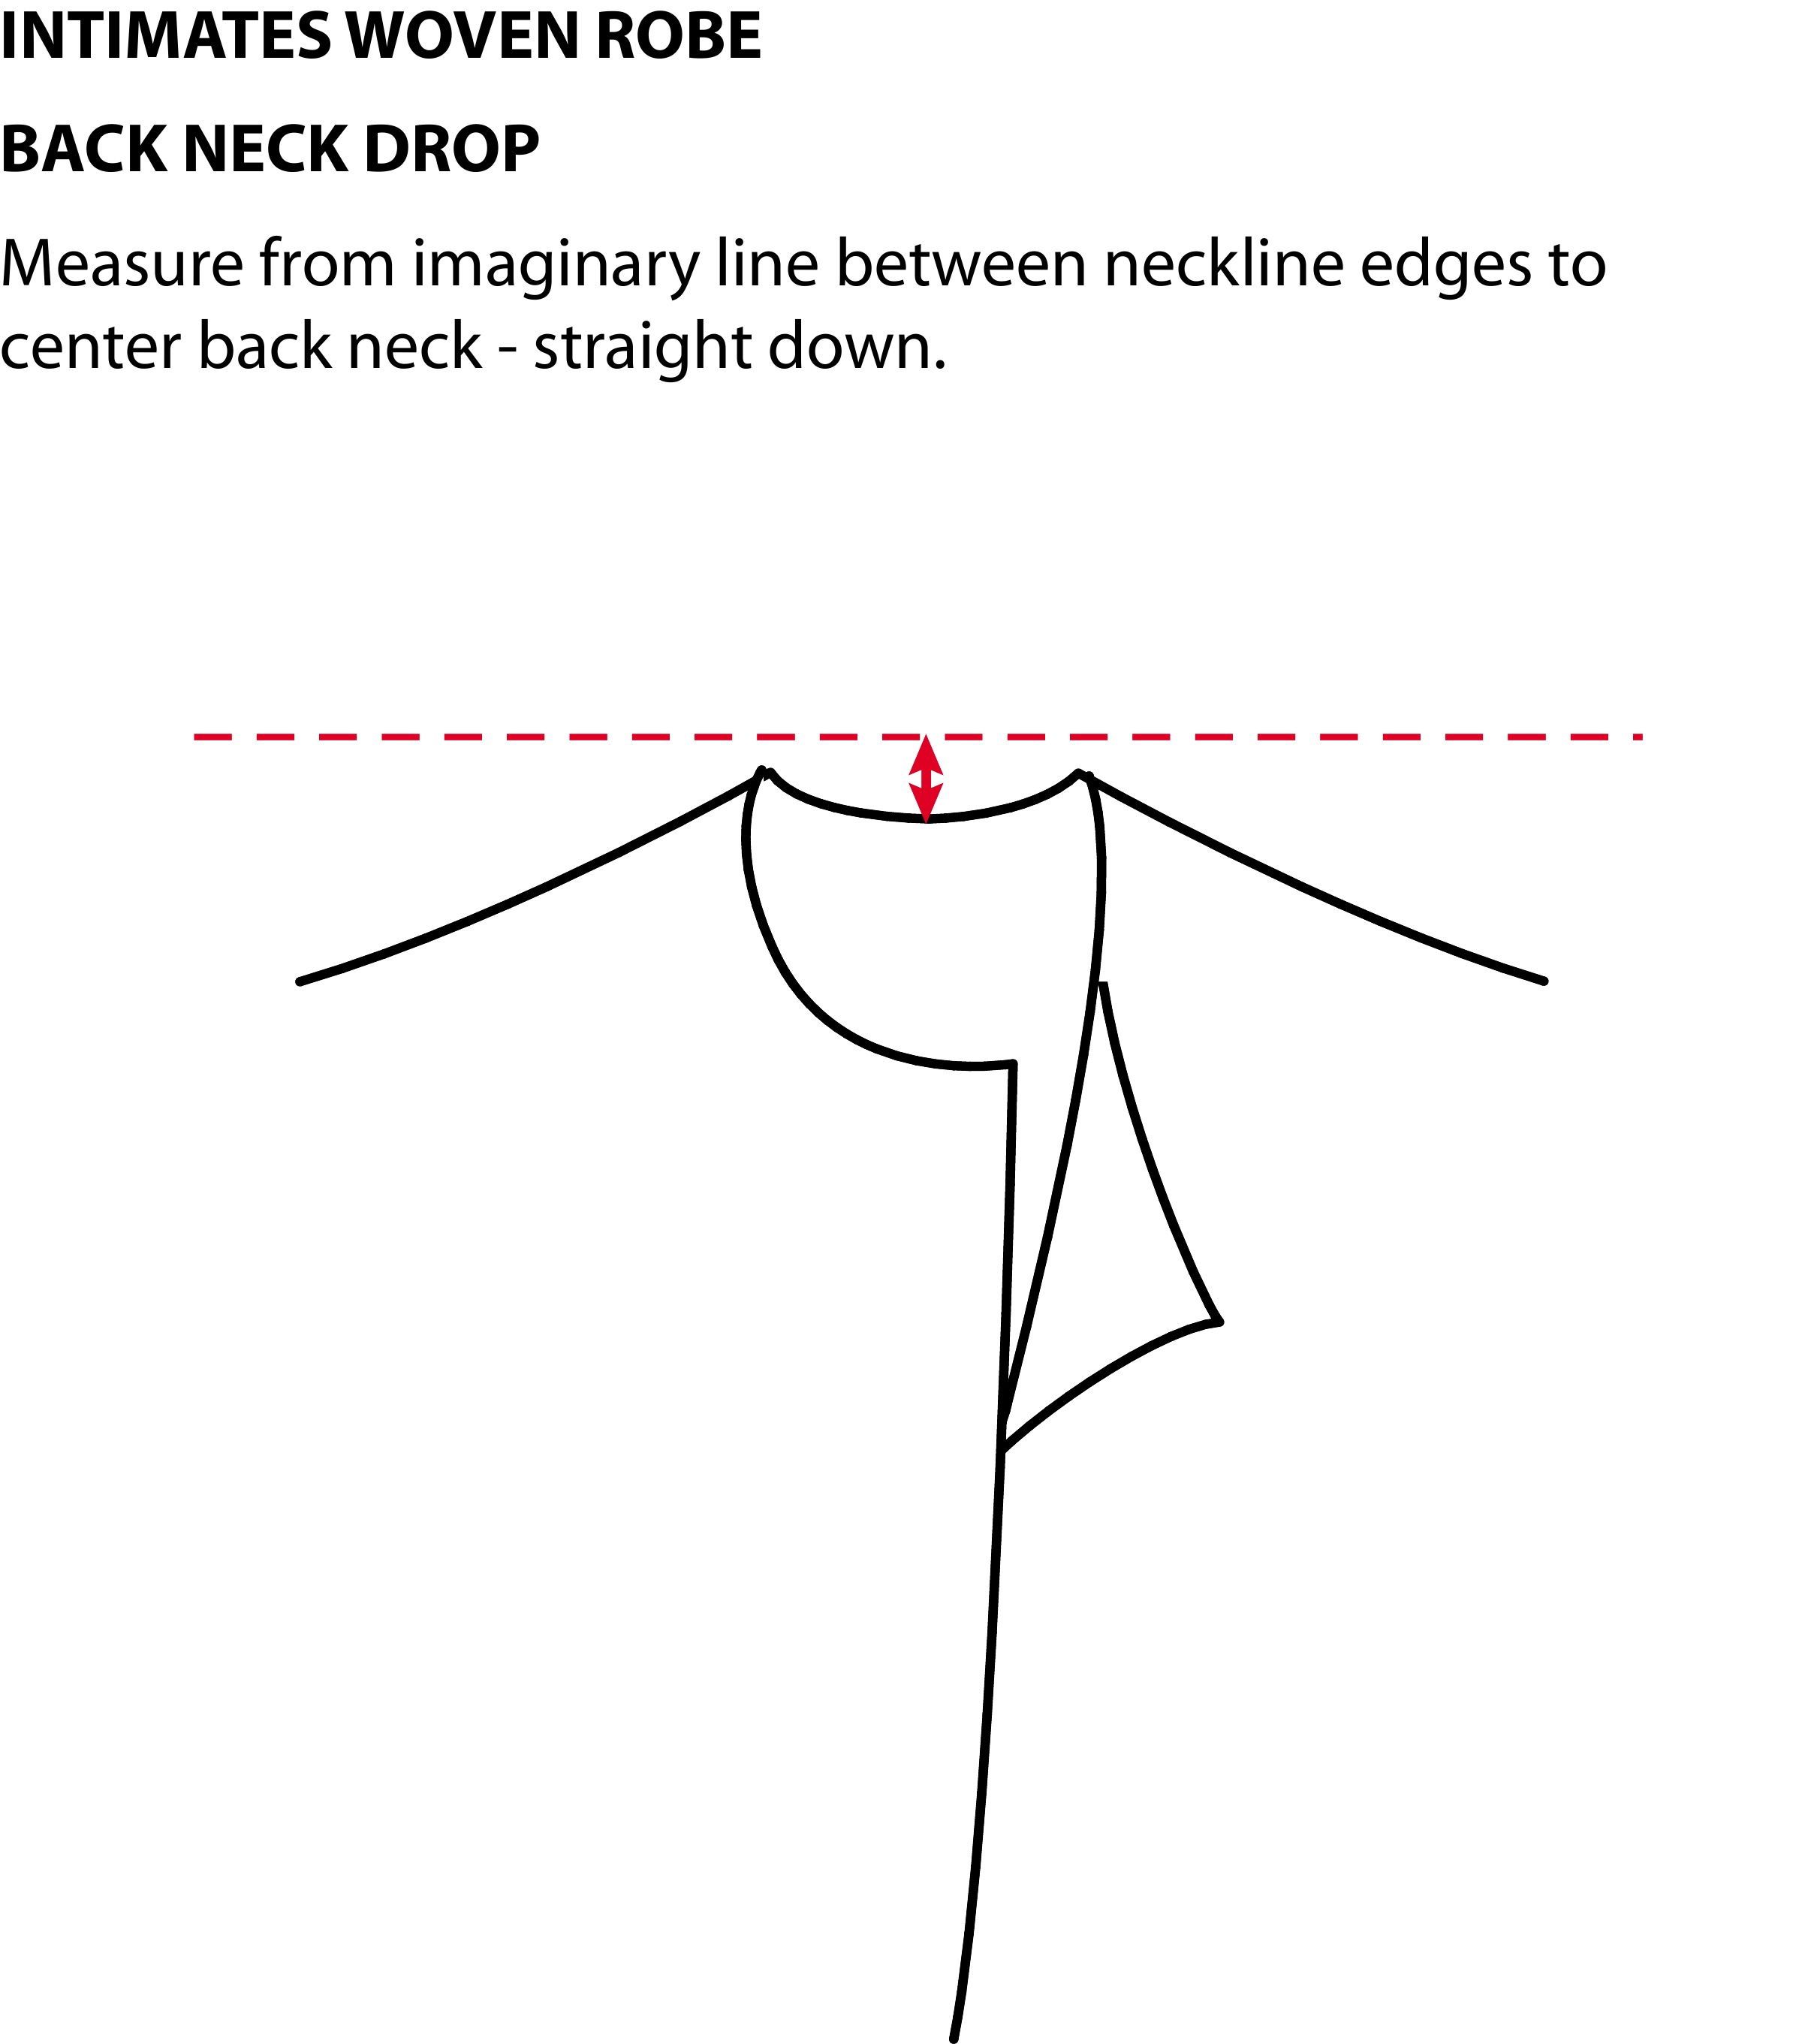 INTIMATES WOVEN ROBE
BACK NECK DROP
Measure from imaginary line between neckline edges to
center back neck - straight down.